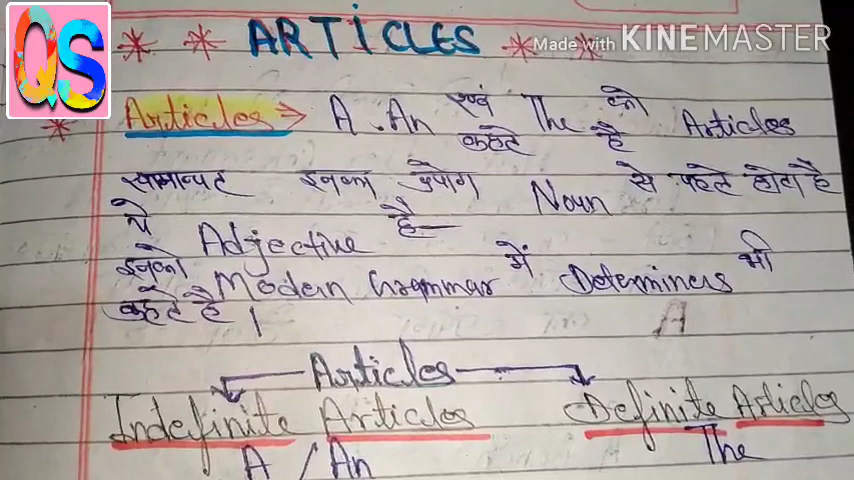 QS
ARTICLES
Made with KINEMASTER
Articles → A. An एवं The को Articles
कहते है
सामान्यतः इनका उपयोग Noun से पहले होता है
ये Adjective है—
इनको Modern Grammar में Determiners भी
कहते है ।
A
Articles
Indefinite Articles Definite Articles
A / An The